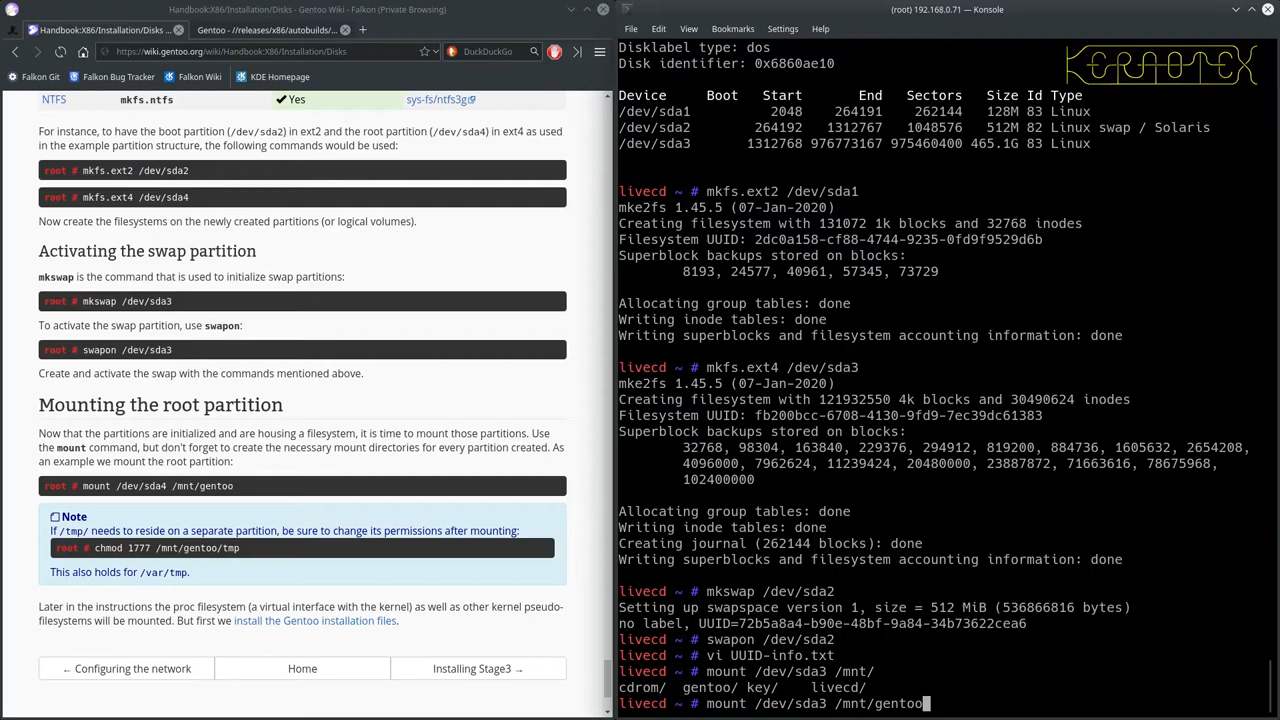 Handbook:X86/Installation/Disks - Gentoo Wiki - Falkon (Private Browsing)
Handbook:X86/Installation/Disks
Gentoo - //releases/x86/autobuilds/...
https://wiki.gentoo.org/wiki/Handbook:X86/Installation/Disks
DuckDuckGo
Falkon Git
Falkon Bug Tracker
Falkon Wiki
KDE Homepage
NTFS mkfs.ntfs Yes sys-fs/ntfs3g
For instance, to have the boot partition (/dev/sda2) in ext2 and the root partition (/dev/sda4) in ext4 as used
in the example partition structure, the following commands would be used:
root # mkfs.ext2 /dev/sda2
root # mkfs.ext4 /dev/sda4
Now create the filesystems on the newly created partitions (or logical volumes).
Activating the swap partition
mkswap is the command that is used to initialize swap partitions:
root # mkswap /dev/sda3
To activate the swap partition, use swapon:
root # swapon /dev/sda3
Create and activate the swap with the commands mentioned above.
Mounting the root partition
Now that the partitions are initialized and are housing a filesystem, it is time to mount those partitions. Use
the mount command, but don't forget to create the necessary mount directories for every partition created. As
an example we mount the root partition:
root # mount /dev/sda4 /mnt/gentoo
Note
If /tmp/ needs to reside on a separate partition, be sure to change its permissions after mounting:
root # chmod 1777 /mnt/gentoo/tmp
This also holds for /var/tmp.
Later in the instructions the proc filesystem (a virtual interface with the kernel) as well as other kernel pseudo-
filesystems will be mounted. But first we install the Gentoo installation files.
← Configuring the network
Home
Installing Stage3 →
(root) 192.168.0.71 — Konsole
File Edit View Bookmarks Settings Help
KERAOTEX
Disklabel type: dos
Disk identifier: 0x6860ae10
Device Boot Start End Sectors Size Id Type
/dev/sda1 2048 264191 262144 128M 83 Linux
/dev/sda2 264192 1312767 1048576 512M 82 Linux swap / Solaris
/dev/sda3 1312768 976773167 975460400 465.1G 83 Linux
livecd ~ # mkfs.ext2 /dev/sda1
mke2fs 1.45.5 (07-Jan-2020)
Creating filesystem with 131072 1k blocks and 32768 inodes
Filesystem UUID: 2dc0a158-cf88-4744-9235-0fd9f9529d6b
Superblock backups stored on blocks:
8193, 24577, 40961, 57345, 73729
Allocating group tables: done
Writing inode tables: done
Writing superblocks and filesystem accounting information: done
livecd ~ # mkfs.ext4 /dev/sda3
mke2fs 1.45.5 (07-Jan-2020)
Creating filesystem with 121932550 4k blocks and 30490624 inodes
Filesystem UUID: fb200bcc-6708-4130-9fd9-7ec39dc61383
Superblock backups stored on blocks:
32768, 98304, 163840, 229376, 294912, 819200, 884736, 1605632, 2654208,
4096000, 7962624, 11239424, 20480000, 23887872, 71663616, 78675968,
102400000
Allocating group tables: done
Writing inode tables: done
Creating journal (262144 blocks): done
Writing superblocks and filesystem accounting information: done
livecd ~ # mkswap /dev/sda2
Setting up swapspace version 1, size = 512 MiB (536866816 bytes)
no label, UUID=72b5a8a4-b90e-48bf-9a84-34b73622cea6
livecd ~ # swapon /dev/sda2
livecd ~ # vi UUID-info.txt
livecd ~ # mount /dev/sda3 /mnt/
cdrom/ gentoo/ key/ livecd/
livecd ~ # mount /dev/sda3 /mnt/gentoo